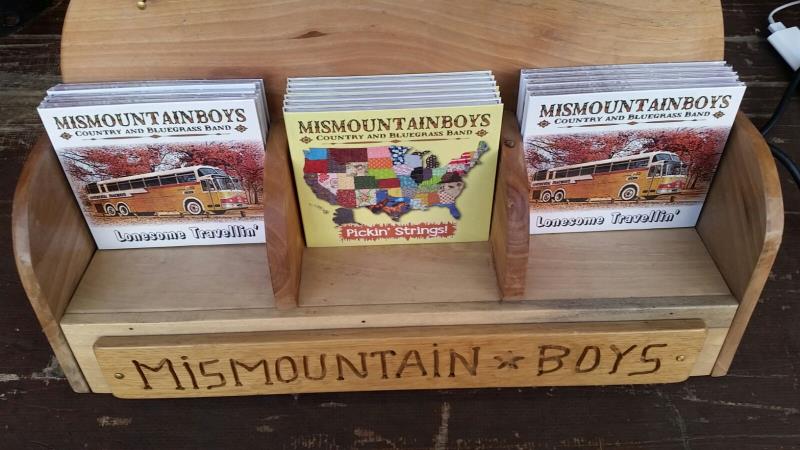 MISMOUNTAINBOYS
COUNTRY AND BLUEGRASS BAND
Lonesome Travellin'
MISMOUNTAINBOYS
COUNTRY AND BLUEGRASS BAND
Pickin' Strings!
MISMOUNTAINBOYS
COUNTRY AND BLUEGRASS BAND
Lonesome Travellin'
MiSMOUNTAiN ★ BOYS